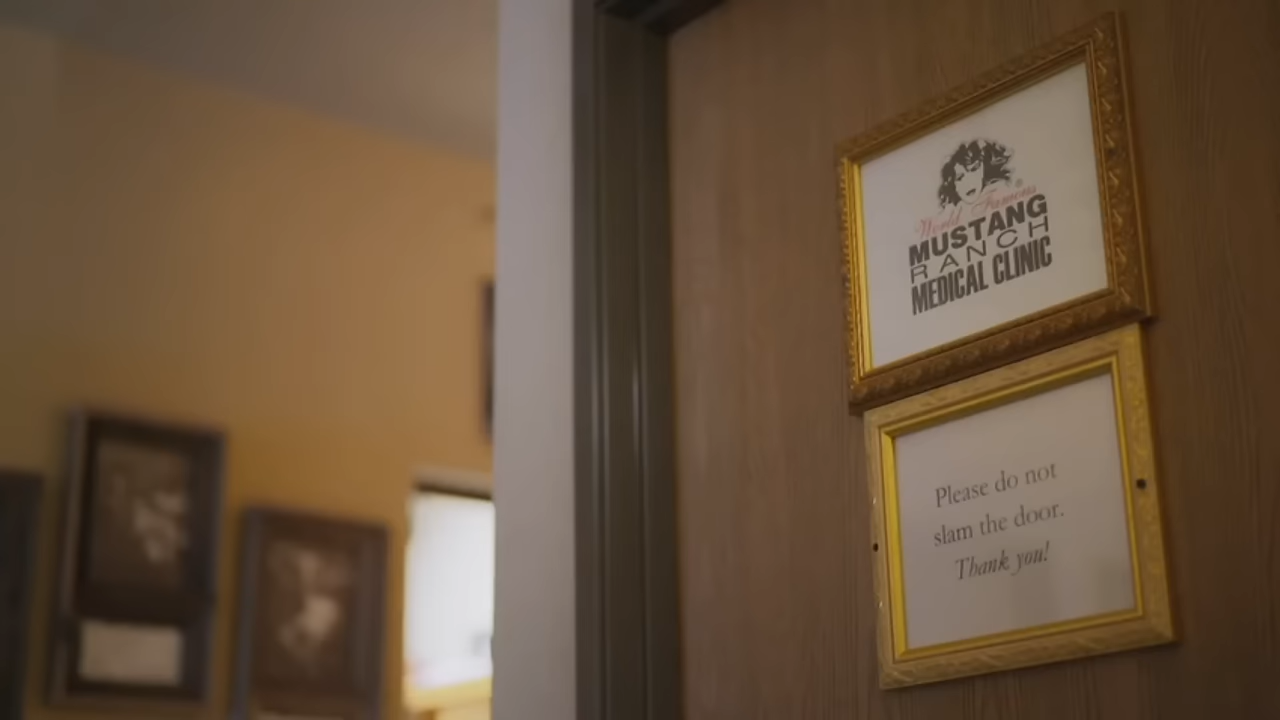 World Famous®
MUSTANG
RANCH
MEDICAL CLINIC
Please do not
slam the door.
Thank you!